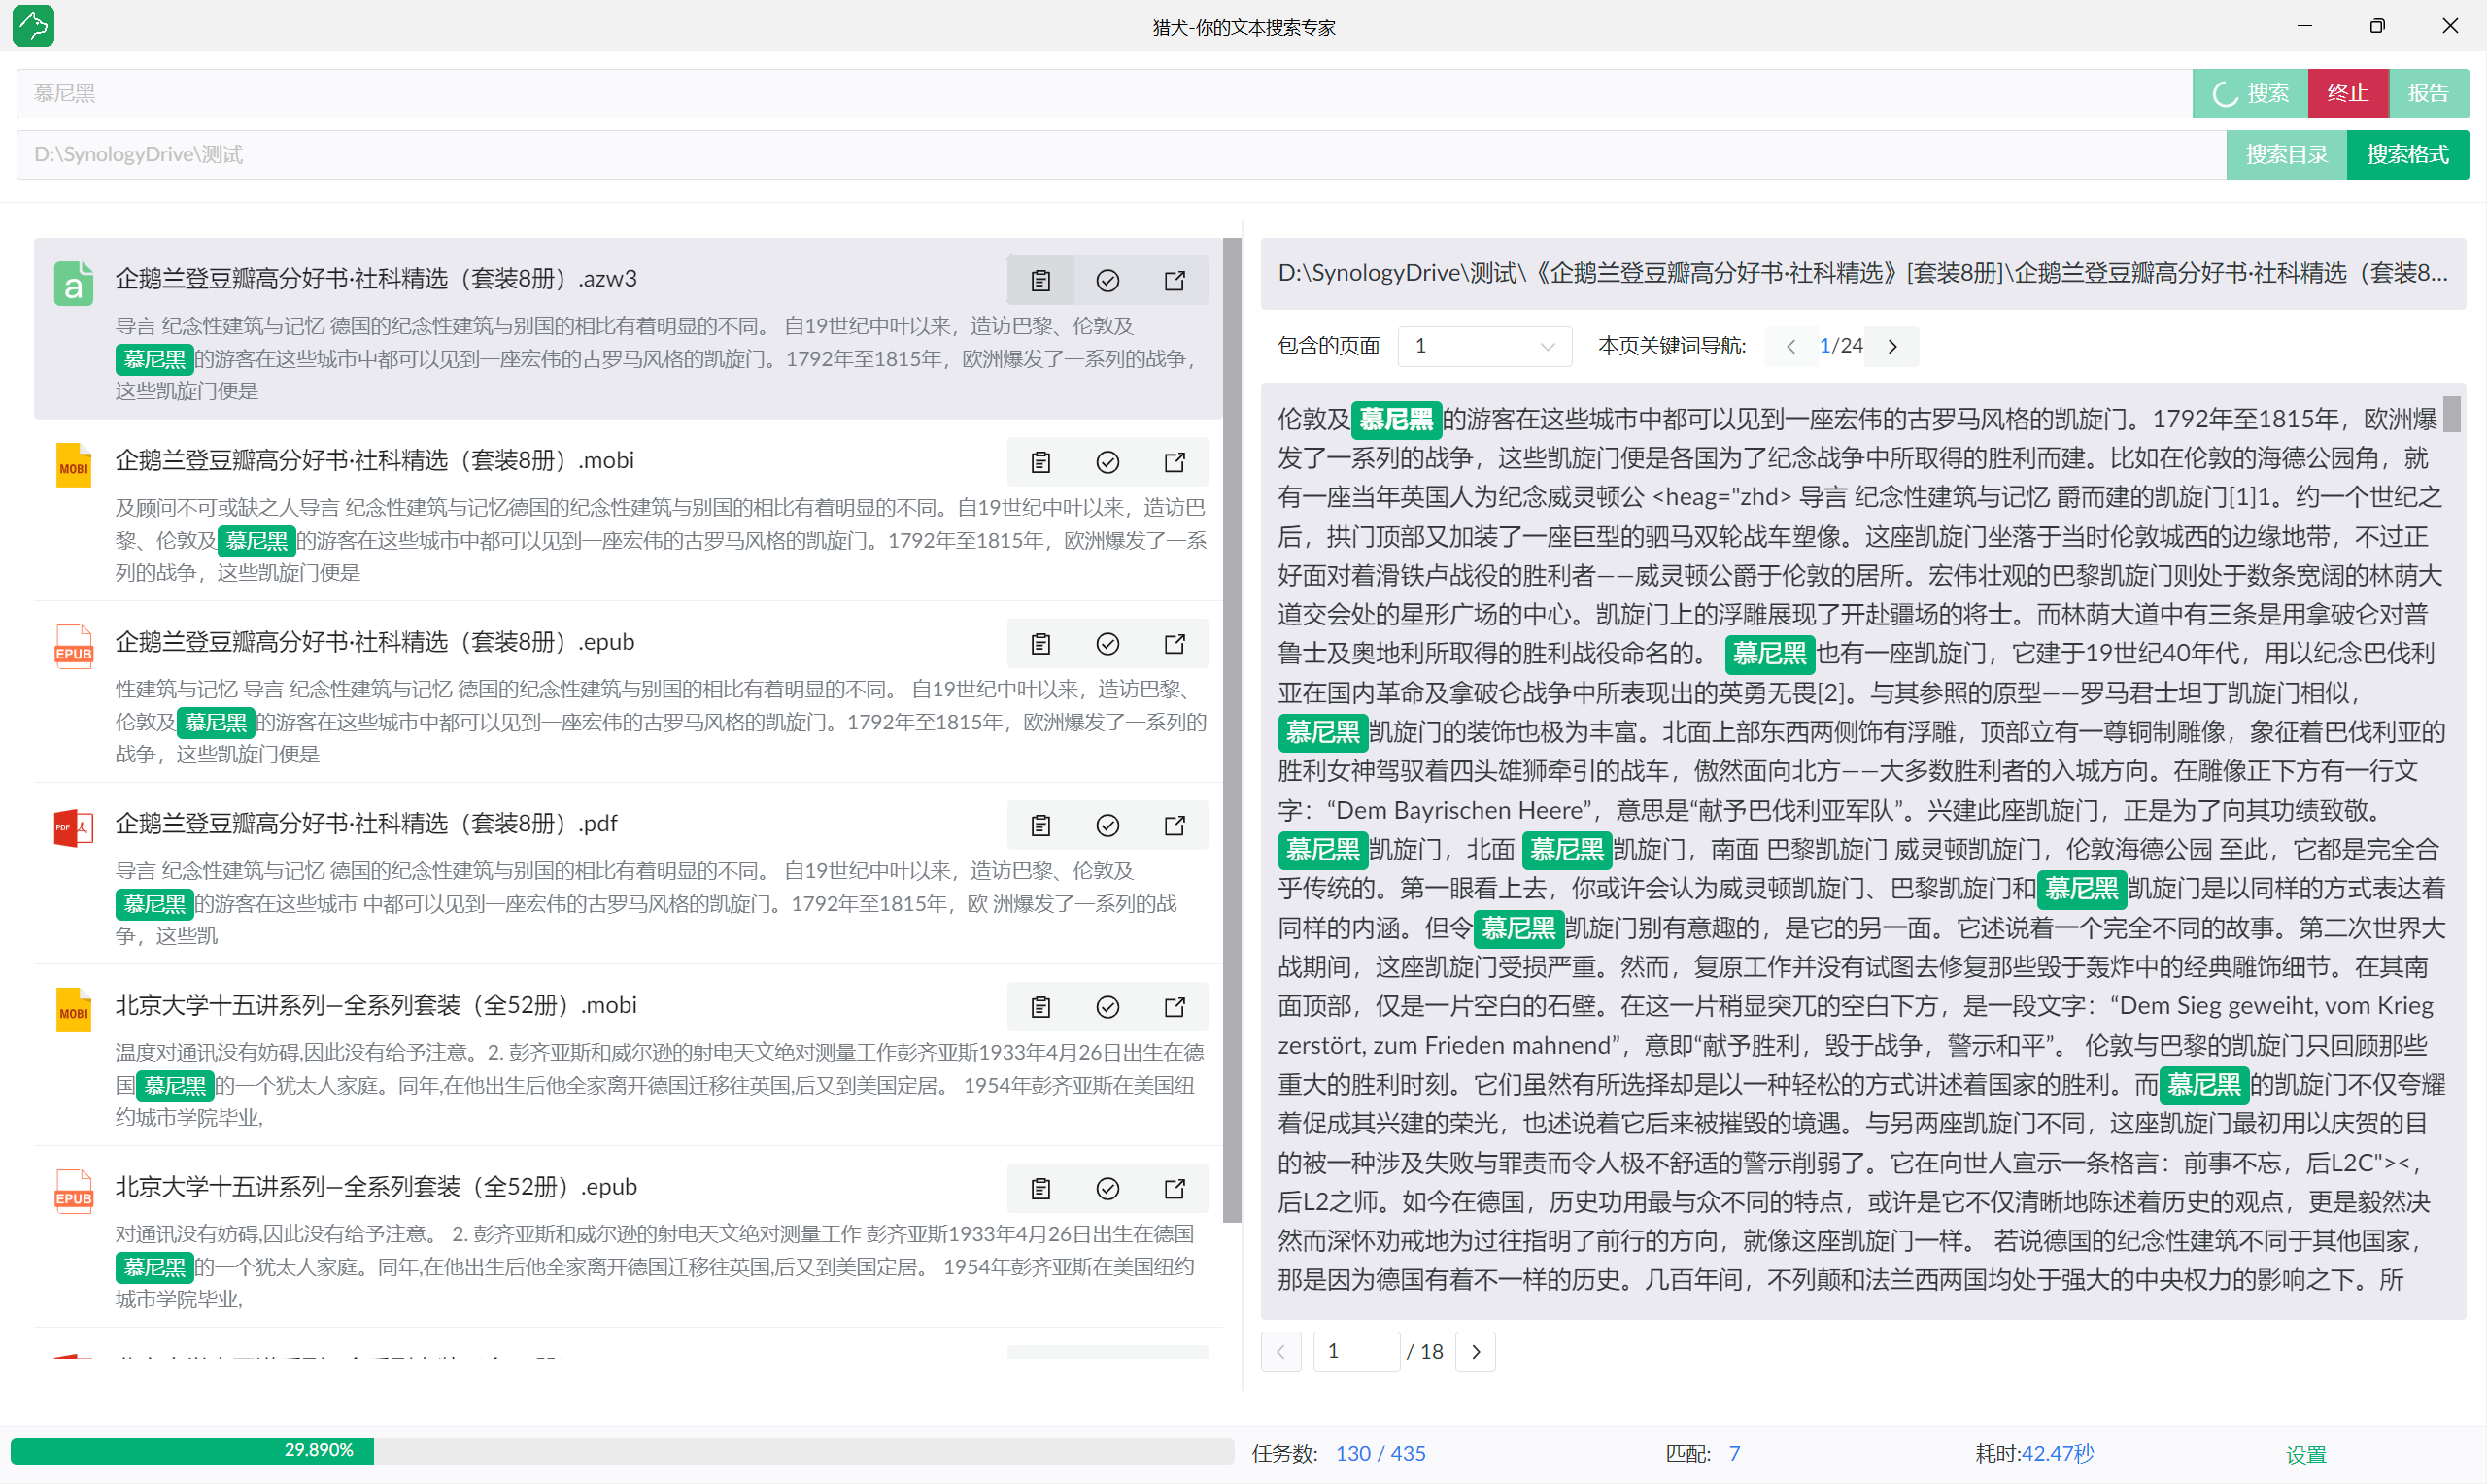 猎犬-你的文本搜索专家
慕尼黑
搜索
终止
报告
D:\SynologyDrive\测试
搜索目录
搜索格式
企鹅兰登豆瓣高分好书·社科精选（套装8册）.azw3
导言 纪念性建筑与记忆 德国的纪念性建筑与别国的相比有着明显的不同。 自19世纪中叶以来，造访巴黎、伦敦及
慕尼黑的游客在这些城市中都可以见到一座宏伟的古罗马风格的凯旋门。1792年至1815年，欧洲爆发了一系列的战争，
这些凯旋门便是
MOBI
企鹅兰登豆瓣高分好书·社科精选（套装8册）.mobi
及顾问不可或缺之人导言 纪念性建筑与记忆德国的纪念性建筑与别国的相比有着明显的不同。自19世纪中叶以来，造访巴
黎、伦敦及慕尼黑的游客在这些城市中都可以见到一座宏伟的古罗马风格的凯旋门。1792年至1815年，欧洲爆发了一系
列的战争，这些凯旋门便是
EPUB
企鹅兰登豆瓣高分好书·社科精选（套装8册）.epub
性建筑与记忆 导言 纪念性建筑与记忆 德国的纪念性建筑与别国的相比有着明显的不同。 自19世纪中叶以来，造访巴黎、
伦敦及慕尼黑的游客在这些城市中都可以见到一座宏伟的古罗马风格的凯旋门。1792年至1815年，欧洲爆发了一系列的
战争，这些凯旋门便是
PDF
企鹅兰登豆瓣高分好书·社科精选（套装8册）.pdf
导言 纪念性建筑与记忆 德国的纪念性建筑与别国的相比有着明显的不同。 自19世纪中叶以来，造访巴黎、伦敦及
慕尼黑的游客在这些城市 中都可以见到一座宏伟的古罗马风格的凯旋门。1792年至1815年，欧 洲爆发了一系列的战
争，这些凯
MOBI
北京大学十五讲系列—全系列套装（全52册）.mobi
温度对通讯没有妨碍,因此没有给予注意。2. 彭齐亚斯和威尔逊的射电天文绝对测量工作彭齐亚斯1933年4月26日出生在德
国慕尼黑的一个犹太人家庭。同年,在他出生后他全家离开德国迁移往英国,后又到美国定居。 1954年彭齐亚斯在美国纽
约城市学院毕业,
EPUB
北京大学十五讲系列—全系列套装（全52册）.epub
对通讯没有妨碍,因此没有给予注意。 2. 彭齐亚斯和威尔逊的射电天文绝对测量工作 彭齐亚斯1933年4月26日出生在德国
慕尼黑的一个犹太人家庭。同年,在他出生后他全家离开德国迁移往英国,后又到美国定居。 1954年彭齐亚斯在美国纽约
城市学院毕业,
D:\SynologyDrive\测试\《企鹅兰登豆瓣高分好书·社科精选》[套装8册]\企鹅兰登豆瓣高分好书·社科精选（套装8...
包含的页面 1 本页关键词导航: 1/24
伦敦及慕尼黑的游客在这些城市中都可以见到一座宏伟的古罗马风格的凯旋门。1792年至1815年，欧洲爆
发了一系列的战争，这些凯旋门便是各国为了纪念战争中所取得的胜利而建。比如在伦敦的海德公园角，就
有一座当年英国人为纪念威灵顿公 <heag="zhd> 导言 纪念性建筑与记忆 爵而建的凯旋门[1]1。约一个世纪之
后，拱门顶部又加装了一座巨型的驷马双轮战车塑像。这座凯旋门坐落于当时伦敦城西的边缘地带，不过正
好面对着滑铁卢战役的胜利者——威灵顿公爵于伦敦的居所。宏伟壮观的巴黎凯旋门则处于数条宽阔的林荫大
道交会处的星形广场的中心。凯旋门上的浮雕展现了开赴疆场的将士。而林荫大道中有三条是用拿破仑对普
鲁士及奥地利所取得的胜利战役命名的。 慕尼黑也有一座凯旋门，它建于19世纪40年代，用以纪念巴伐利
亚在国内革命及拿破仑战争中所表现出的英勇无畏[2]。与其参照的原型——罗马君士坦丁凯旋门相似，
慕尼黑凯旋门的装饰也极为丰富。北面上部东西两侧饰有浮雕，顶部立有一尊铜制雕像，象征着巴伐利亚的
胜利女神驾驭着四头雄狮牵引的战车，傲然面向北方——大多数胜利者的入城方向。在雕像正下方有一行文
字：“Dem Bayrischen Heere”，意思是“献予巴伐利亚军队”。兴建此座凯旋门，正是为了向其功绩致敬。
慕尼黑凯旋门，北面 慕尼黑凯旋门，南面 巴黎凯旋门 威灵顿凯旋门，伦敦海德公园 至此，它都是完全合
乎传统的。第一眼看上去，你或许会认为威灵顿凯旋门、巴黎凯旋门和慕尼黑凯旋门是以同样的方式表达着
同样的内涵。但令慕尼黑凯旋门别有意趣的，是它的另一面。它述说着一个完全不同的故事。第二次世界大
战期间，这座凯旋门受损严重。然而，复原工作并没有试图去修复那些毁于轰炸中的经典雕饰细节。在其南
面顶部，仅是一片空白的石壁。在这一片稍显突兀的空白下方，是一段文字：“Dem Sieg geweiht, vom Krieg
zerstört, zum Frieden mahnend”，意即“献予胜利，毁于战争，警示和平”。 伦敦与巴黎的凯旋门只回顾那些
重大的胜利时刻。它们虽然有所选择却是以一种轻松的方式讲述着国家的胜利。而慕尼黑的凯旋门不仅夸耀
着促成其兴建的荣光，也述说着它后来被摧毁的境遇。与另两座凯旋门不同，这座凯旋门最初用以庆贺的目
的被一种涉及失败与罪责而令人极不舒适的警示削弱了。它在向世人宣示一条格言：前事不忘，后L2C"><，
后L2之师。如今在德国，历史功用最与众不同的特点，或许是它不仅清晰地陈述着历史的观点，更是毅然决
然而深怀劝戒地为过往指明了前行的方向，就像这座凯旋门一样。 若说德国的纪念性建筑不同于其他国家，
那是因为德国有着不一样的历史。几百年间，不列颠和法兰西两国均处于强大的中央权力的影响之下。所
1 / 18
29.890%
任务数: 130 / 435
匹配: 7
耗时:42.47秒
设置